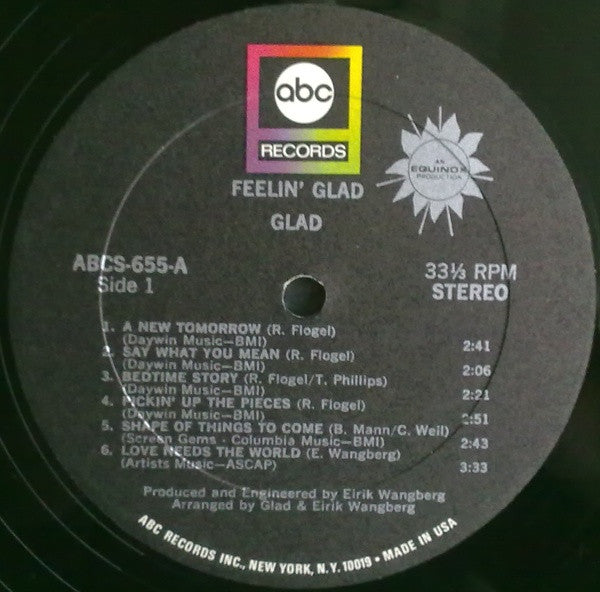 abc
RECORDS
FEELIN' GLAD
GLAD
AN
EQUINOX
PRODUCTION
ABCS-655-A
Side 1
33⅓ RPM
STEREO
1. A NEW TOMORROW (R. Flogel)
(Daywin Music—BMI) 2:41
2. SAY WHAT YOU MEAN (R. Flogel)
(Daywin Music—BMI) 2:06
3. BEDTIME STORY (R. Flogel/T. Phillips)
(Daywin Music—BMI) 2:21
4. PICKIN' UP THE PIECES (R. Flogel)
(Daywin Music—BMI) 2:51
5. SHAPE OF THINGS TO COME (B. Mann/C. Weil)
(Screen Gems - Columbia Music—BMI) 2:43
6. LOVE NEEDS THE WORLD (E. Wangberg)
(Artists Music—ASCAP) 3:33
Produced and Engineered by Eirik Wangberg
Arranged by Glad & Eirik Wangberg
ABC RECORDS INC., NEW YORK, N.Y. 10019 • MADE IN USA